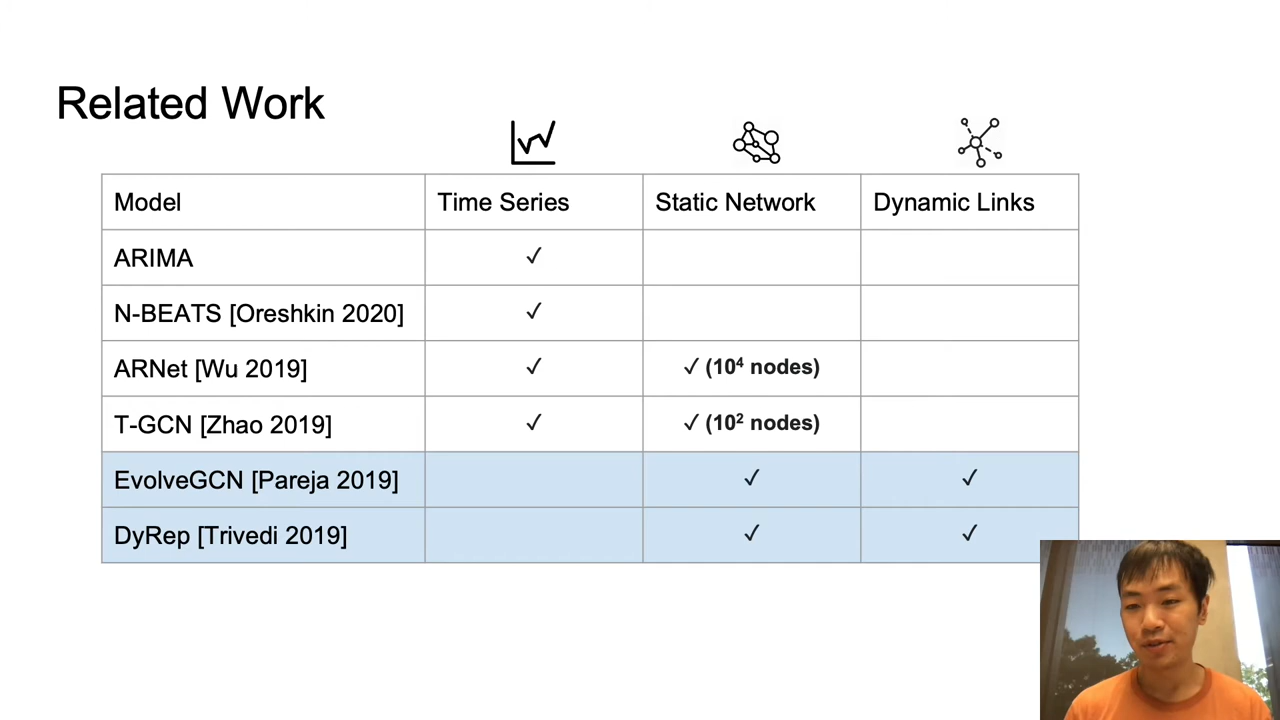 Related Work
Model Time Series Static Network Dynamic Links
ARIMA ✓
N-BEATS [Oreshkin 2020] ✓
ARNet [Wu 2019] ✓ ✓ (10⁴ nodes)
T-GCN [Zhao 2019] ✓ ✓ (10² nodes)
EvolveGCN [Pareja 2019] ✓ ✓
DyRep [Trivedi 2019] ✓ ✓